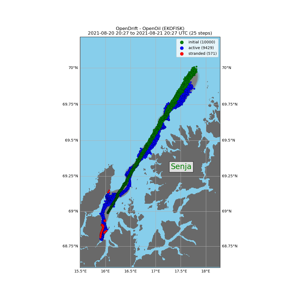 OpenDrift - OpenOil (EKOFISK)
2021-08-20 20:27 to 2021-08-21 20:27 UTC (25 steps)
initial (10000)
active (9429)
stranded (571)
70°N
70°N
69.75°N
69.75°N
69.5°N
69.5°N
Senja
69.25°N
69.25°N
69°N
69°N
68.75°N
68.75°N
15.5°E
16°E
16.5°E
17°E
17.5°E
18°E